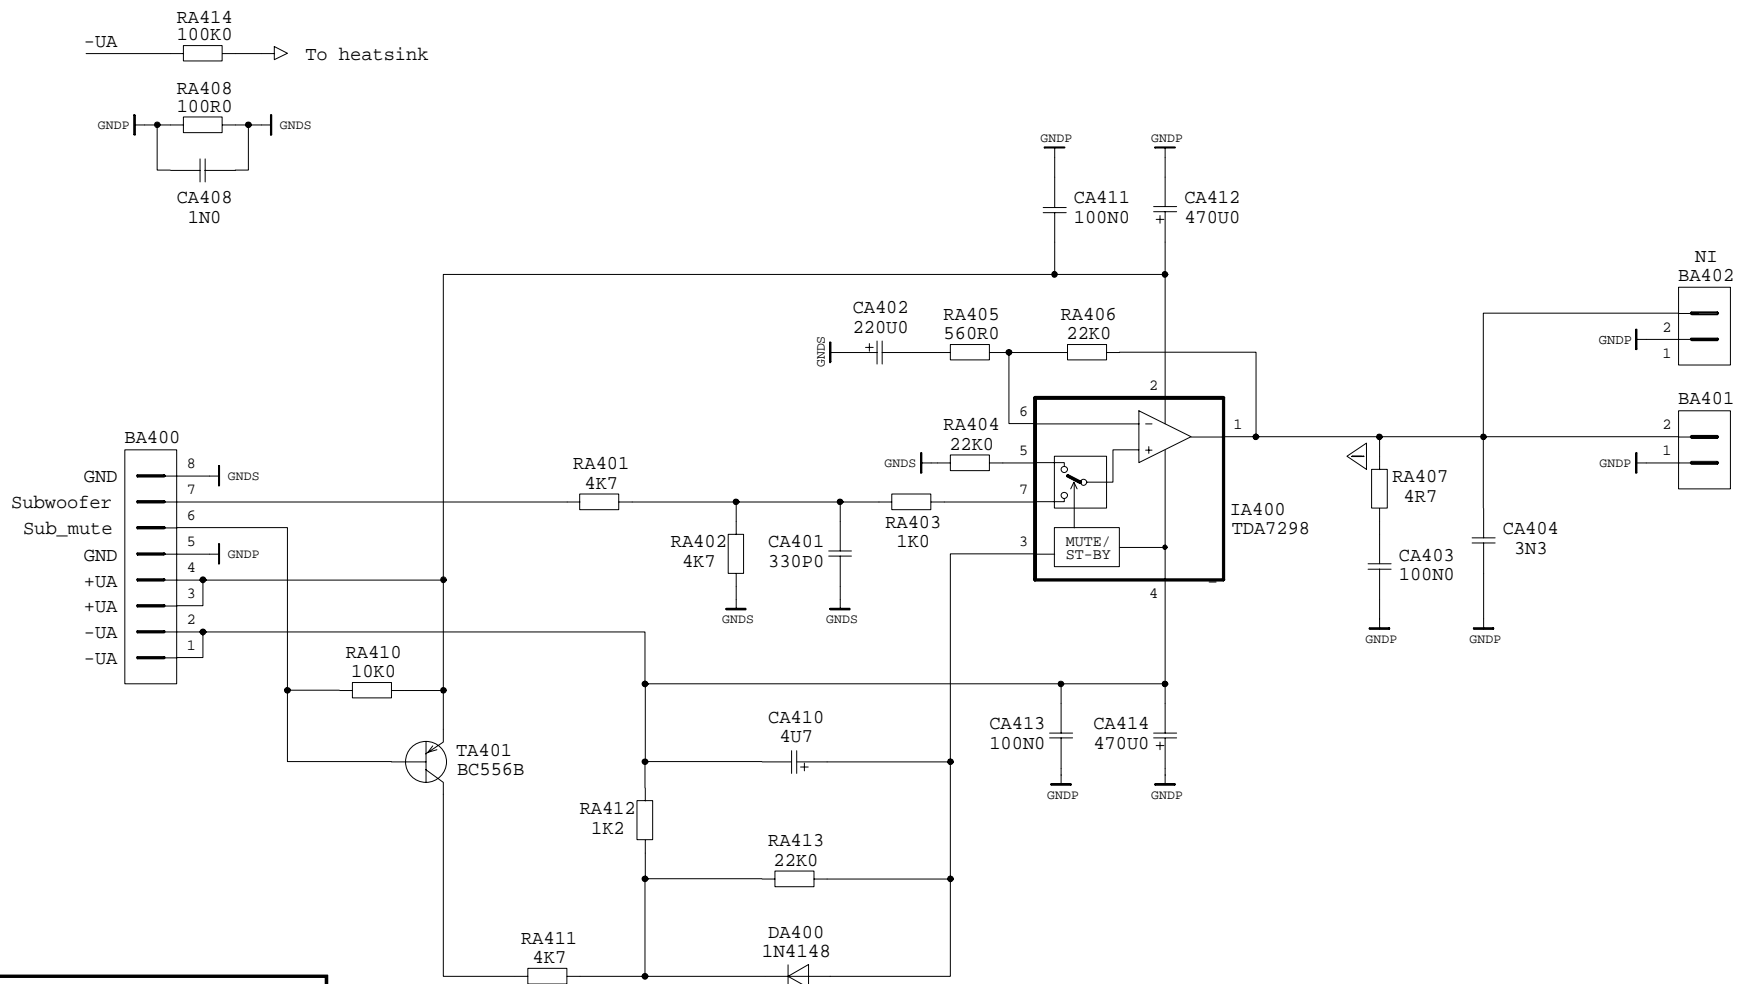 RA414
100K0
-UA
To heatsink
RA408
100R0
GNDP
GNDS
CA408
1N0
GNDP
GNDP
CA411
100N0
CA412
470U0
NI
BA402
2
1
GNDP
CA402
220U0
RA405
560R0
RA406
22K0
GNDS
2
6
-
1
BA401
2
1
GNDP
RA404
22K0
GNDS
5
+
7
3
MUTE/
ST-BY
4
IA400
TDA7298
BA400
GND
8
GNDS
Subwoofer
7
Sub_mute
6
GND
5
GNDP
+UA
4
+UA
3
-UA
2
-UA
1
RA401
4K7
RA402
4K7
GNDS
CA401
330P0
GNDS
RA403
1K0
RA407
4R7
CA403
100N0
GNDP
CA404
3N3
GNDP
RA410
10K0
TA401
BC556B
CA410
4U7
+
CA413
100N0
GNDP
CA414
470U0
+
GNDP
RA412
1K2
RA413
22K0
RA411
4K7
DA400
1N4148